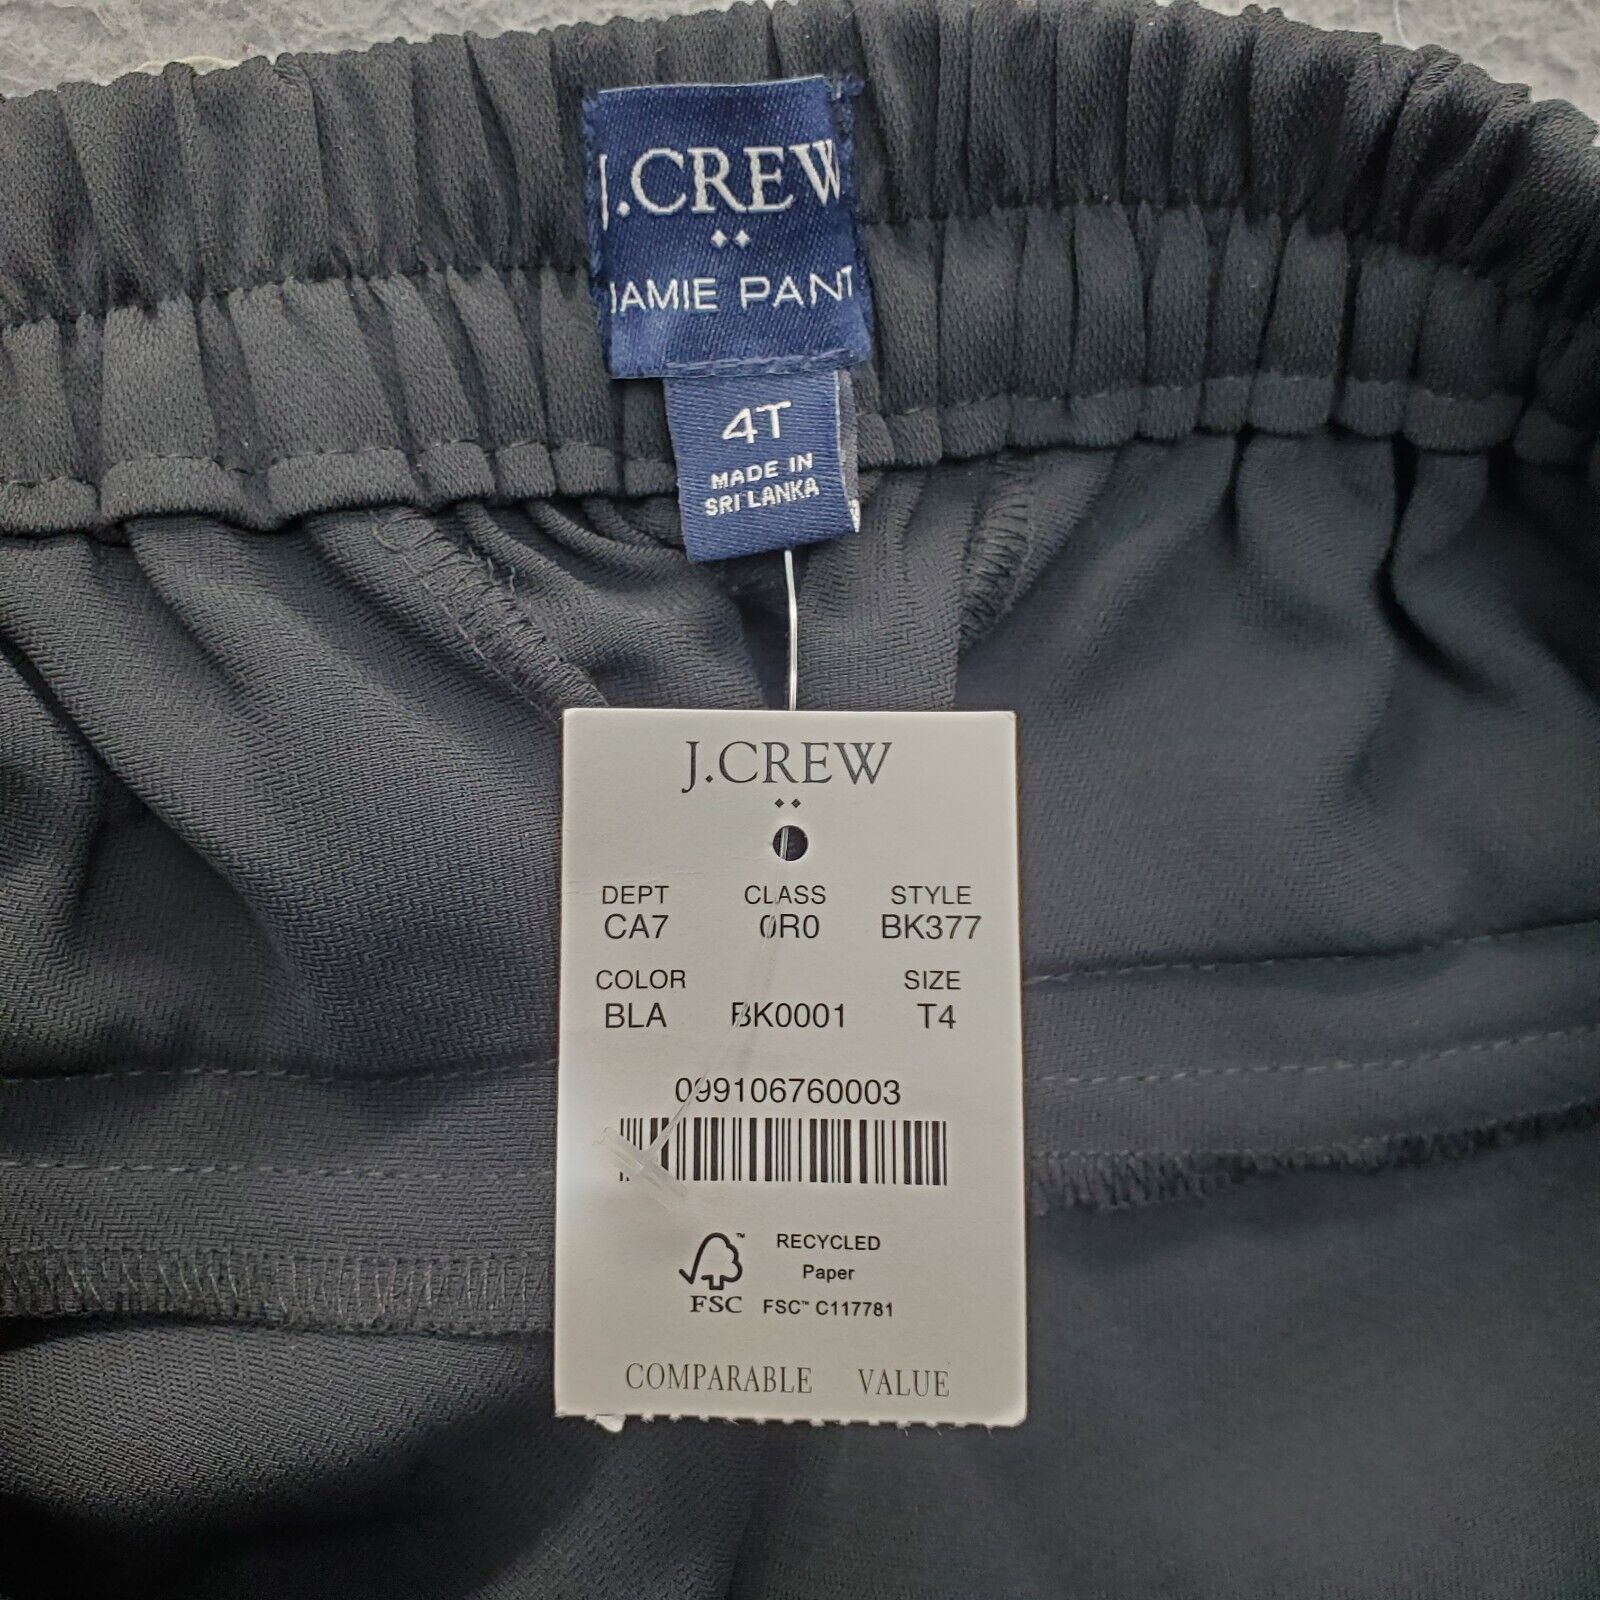 J.CREW
JAMIE PANT
4T
MADE IN
SRI LANKA
J.CREW
DEPT CLASS STYLE
CA7 0R0 BK377
COLOR SIZE
BLA BK0001 T4
099106760003
RECYCLED
Paper
FSC™ C117781
FSC
COMPARABLE VALUE